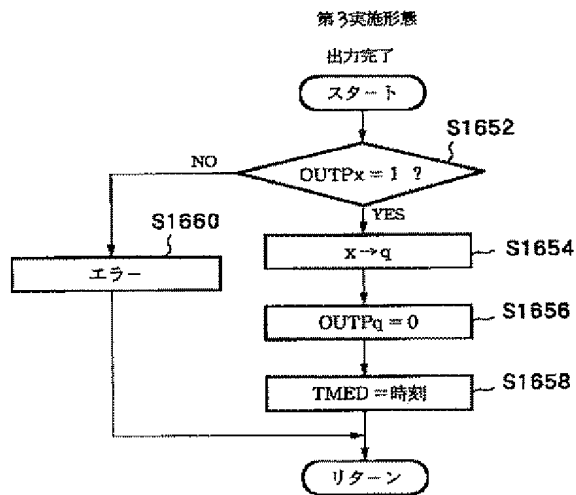 第3実施形態
出力完了
スタート
S1652
OUTPx = 1 ?
NO
YES
S1660
エラー
x→q
S1654
OUTPq = 0
S1656
TMED = 時刻
S1658
リターン